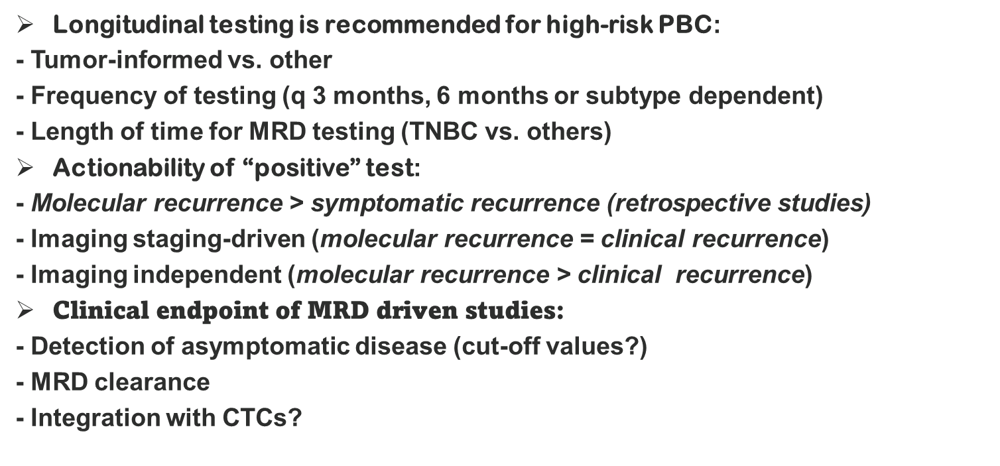 ➢ Longitudinal testing is recommended for high-risk PBC:
- Tumor-informed vs. other
- Frequency of testing (q 3 months, 6 months or subtype dependent)
- Length of time for MRD testing (TNBC vs. others)
➢ Actionability of “positive” test:
- Molecular recurrence > symptomatic recurrence (retrospective studies)
- Imaging staging-driven (molecular recurrence = clinical recurrence)
- Imaging independent (molecular recurrence > clinical recurrence)
➢ Clinical endpoint of MRD driven studies:
- Detection of asymptomatic disease (cut-off values?)
- MRD clearance
- Integration with CTCs?